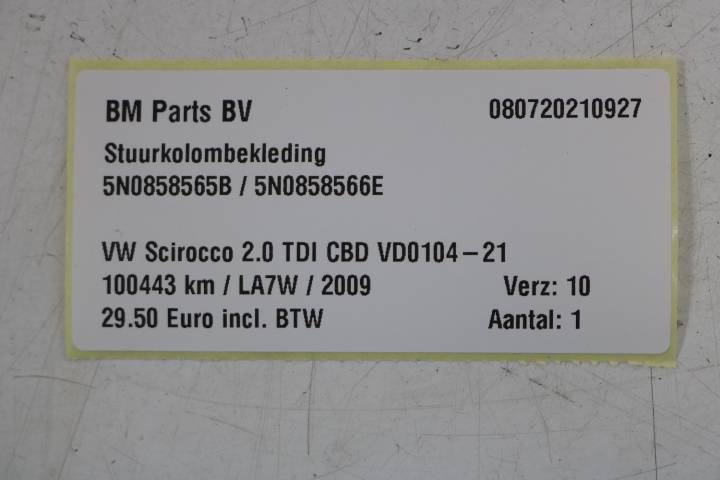 BM Parts BV 080720210927
Stuurkolombekleding
5N0858565B / 5N0858566E
VW Scirocco 2.0 TDI CBD VD0104-21
100443 km / LA7W / 2009 Verz: 10
29.50 Euro incl. BTW Aantal: 1